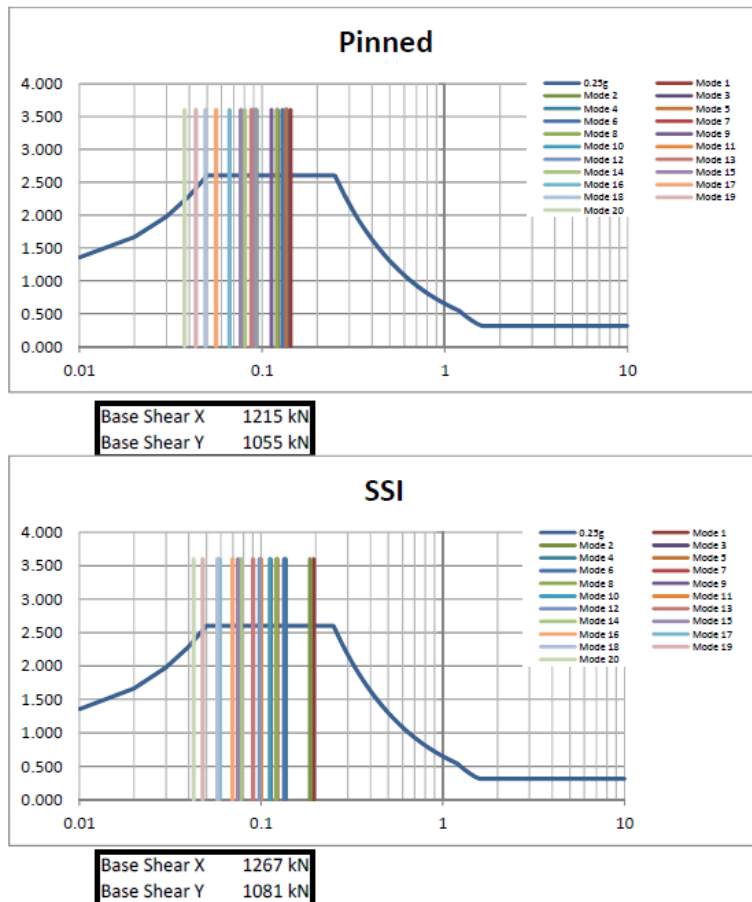 Pinned
4.000
3.500
3.000
2.500
2.000
1.500
1.000
0.500
0.000
0.01 0.1 1 10
0.25g Mode 1
Mode 2 Mode 3
Mode 4 Mode 5
Mode 6 Mode 7
Mode 8 Mode 9
Mode 10 Mode 11
Mode 12 Mode 13
Mode 14 Mode 15
Mode 16 Mode 17
Mode 18 Mode 19
Mode 20
Base Shear X 1215 kN
Base Shear Y 1055 kN
SSI
4.000
3.500
3.000
2.500
2.000
1.500
1.000
0.500
0.000
0.01 0.1 1 10
0.25g Mode 1
Mode 2 Mode 3
Mode 4 Mode 5
Mode 6 Mode 7
Mode 8 Mode 9
Mode 10 Mode 11
Mode 12 Mode 13
Mode 14 Mode 15
Mode 16 Mode 17
Mode 18 Mode 19
Mode 20
Base Shear X 1267 kN
Base Shear Y 1081 kN